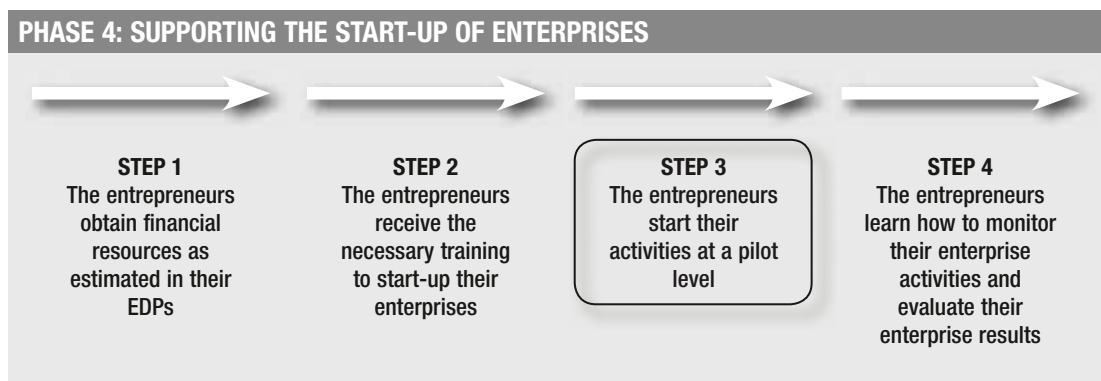 PHASE 4: SUPPORTING THE START-UP OF ENTERPRISES
STEP 1
The entrepreneurs
obtain financial
resources as
estimated in their
EDPs
STEP 2
The entrepreneurs
receive the
necessary training
to start-up their
enterprises
STEP 3
The entrepreneurs
start their
activities at a pilot
level
STEP 4
The entrepreneurs
learn how to monitor
their enterprise
activities and
evaluate their
enterprise results